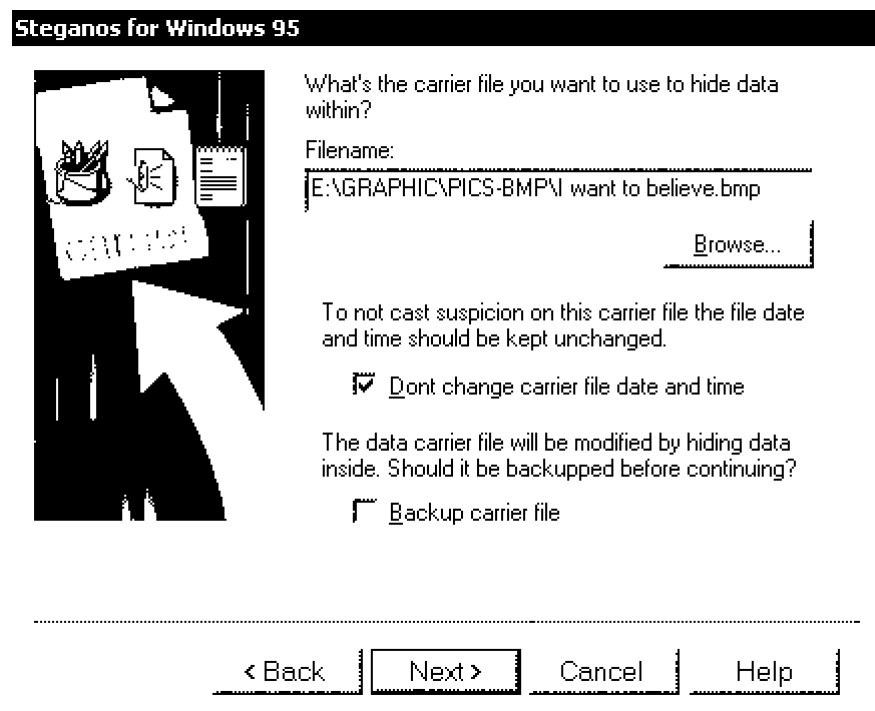 Steganos for Windows 95
What's the carrier file you want to use to hide data
within?
Filename:
E:\GRAPHIC\PICS-BMP\I want to believe.bmp
Browse...
To not cast suspicion on this carrier file the file date
and time should be kept unchanged.
Dont change carrier file date and time
The data carrier file will be modified by hiding data
inside. Should it be backupped before continuing?
Backup carrier file
< Back
Next >
Cancel
Help